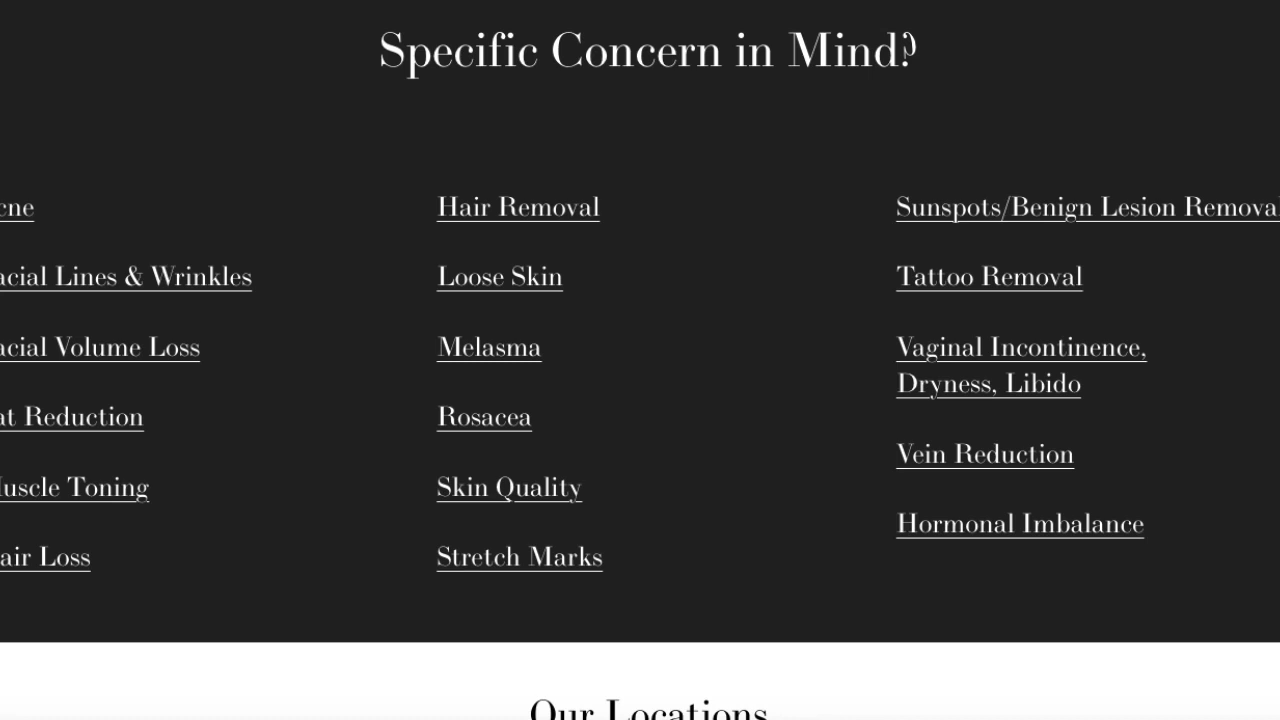 Specific Concern in Mind?
cne
acial Lines & Wrinkles
acial Volume Loss
at Reduction
uscle Toning
air Loss
Hair Removal
Loose Skin
Melasma
Rosacea
Skin Quality
Stretch Marks
Sunspots/Benign Lesion Remova
Tattoo Removal
Vaginal Incontinence,
Dryness, Libido
Vein Reduction
Hormonal Imbalance
Our Locations